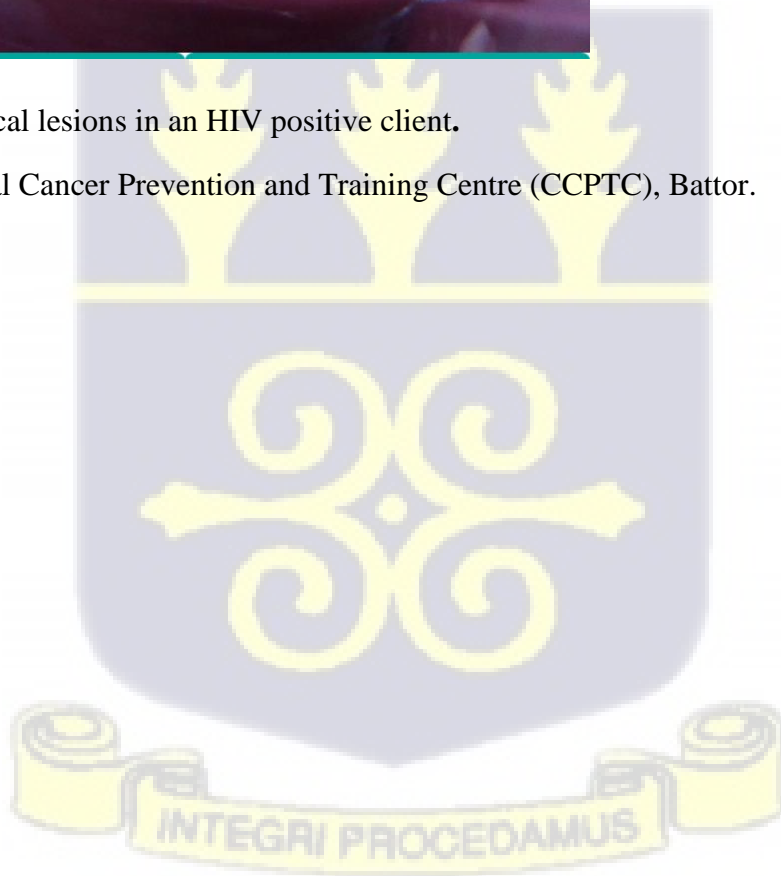 cal lesions in an HIV positive client.
l Cancer Prevention and Training Centre (CCPTC), Battor.
INTEGRI PROCEDAMUS